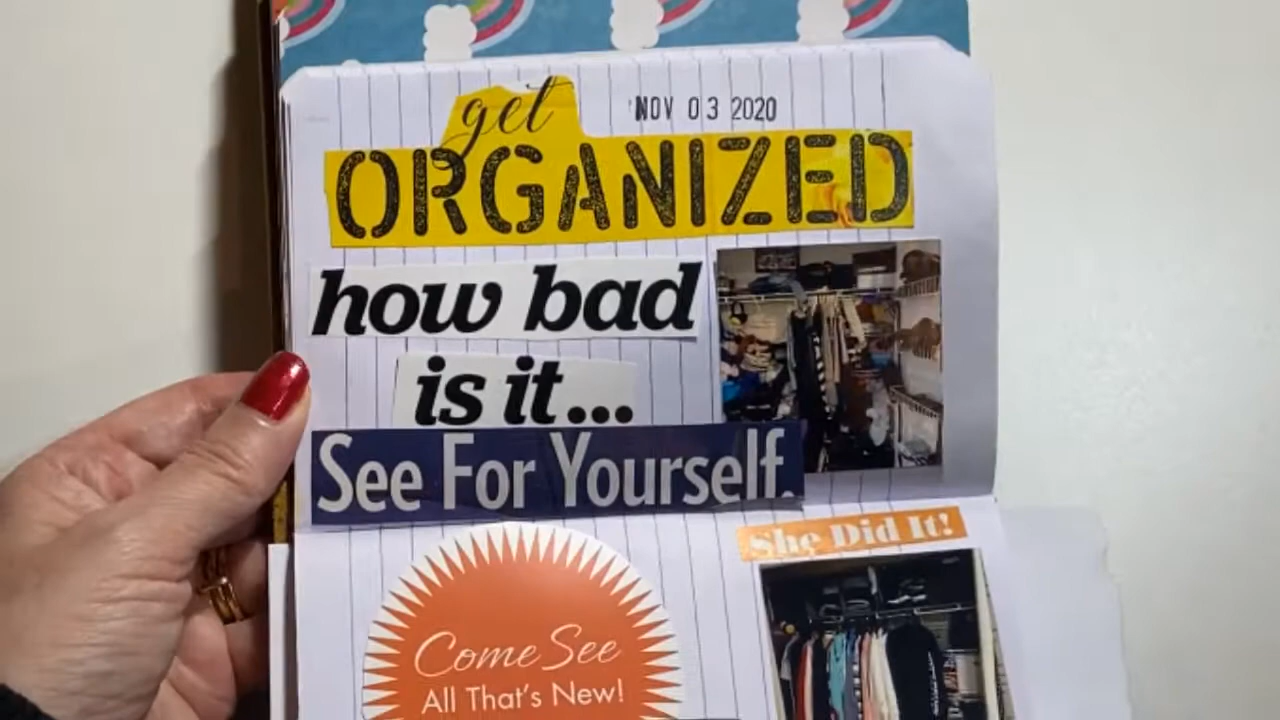 get
NOV 03 2020
ORGANIZED
how bad
is it...
See For Yourself.
She Did It!
Come See
All That's New!